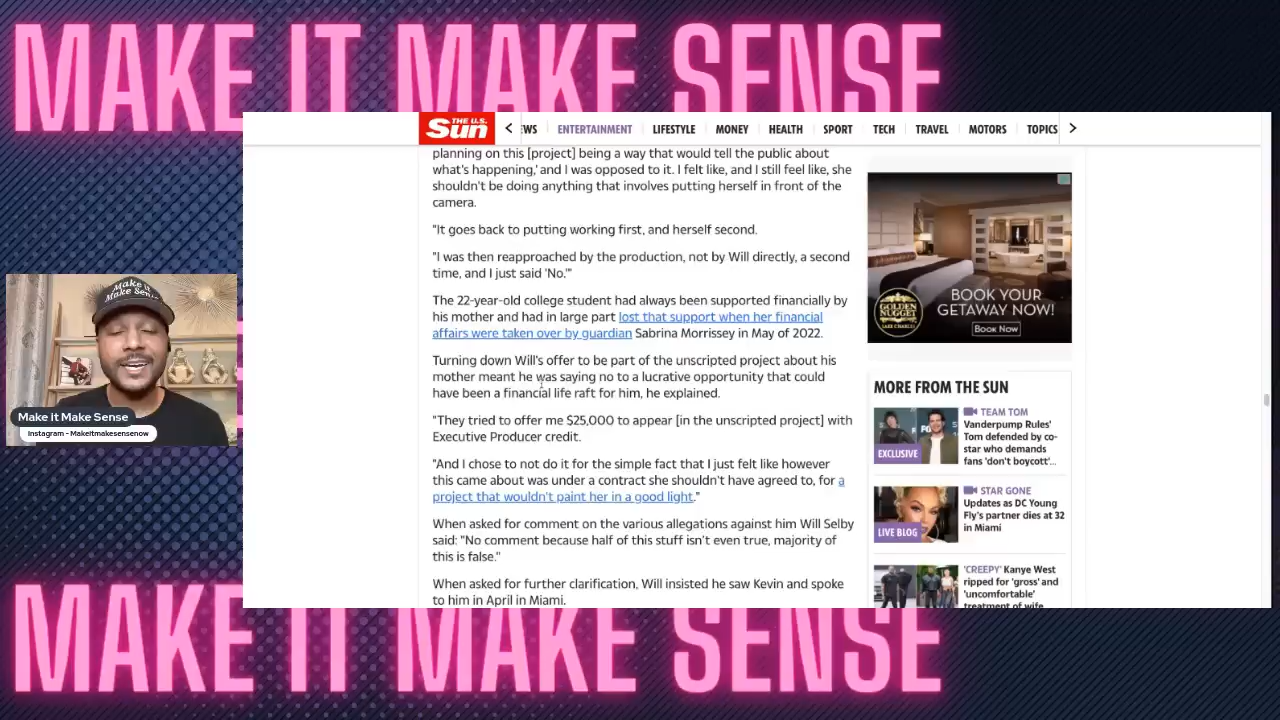 MAKE IT MAKE SENSE
THE U.S.
Sun
EWS
ENTERTAINMENT
LIFESTYLE
MONEY
HEALTH
SPORT
TECH
TRAVEL
MOTORS
TOPICS
planning on this [project] being a way that would tell the public about
what's happening,' and I was opposed to it. I felt like, and I still feel like, she
shouldn't be doing anything that involves putting herself in front of the
camera.
"It goes back to putting working first, and herself second.
"I was then reapproached by the production, not by Will directly, a second
time, and I just said 'No.'"
The 22-year-old college student had always been supported financially by
his mother and had in large part lost that support when her financial
affairs were taken over by guardian Sabrina Morrissey in May of 2022.
Turning down Will's offer to be part of the unscripted project about his
mother meant he was saying no to a lucrative opportunity that could
have been a financial life raft for him, he explained.
"They tried to offer me $25,000 to appear [in the unscripted project] with
Executive Producer credit.
"And I chose to not do it for the simple fact that I just felt like however
this came about was under a contract she shouldn't have agreed to, for a
project that wouldn't paint her in a good light."
When asked for comment on the various allegations against him Will Selby
said: "No comment because half of this stuff isn't even true, majority of
this is false."
When asked for further clarification, Will insisted he saw Kevin and spoke
to him in April in Miami.
GOLDEN
NUGGET
LAKE CHARLES
BOOK YOUR
GETAWAY NOW!
Book Now
MORE FROM THE SUN
EXCLUSIVE
TEAM TOM
Vanderpump Rules'
Tom defended by co-
star who demands
fans 'don't boycott'...
LIVE BLOG
STAR GONE
Updates as DC Young
Fly's partner dies at 32
in Miami
'CREEPY' Kanye West
ripped for 'gross' and
'uncomfortable'
treatment of wife
Make it
Make Sense
Make it Make Sense
Instagram - Makeitmakesensenow
MAKE IT MAKE SENSE